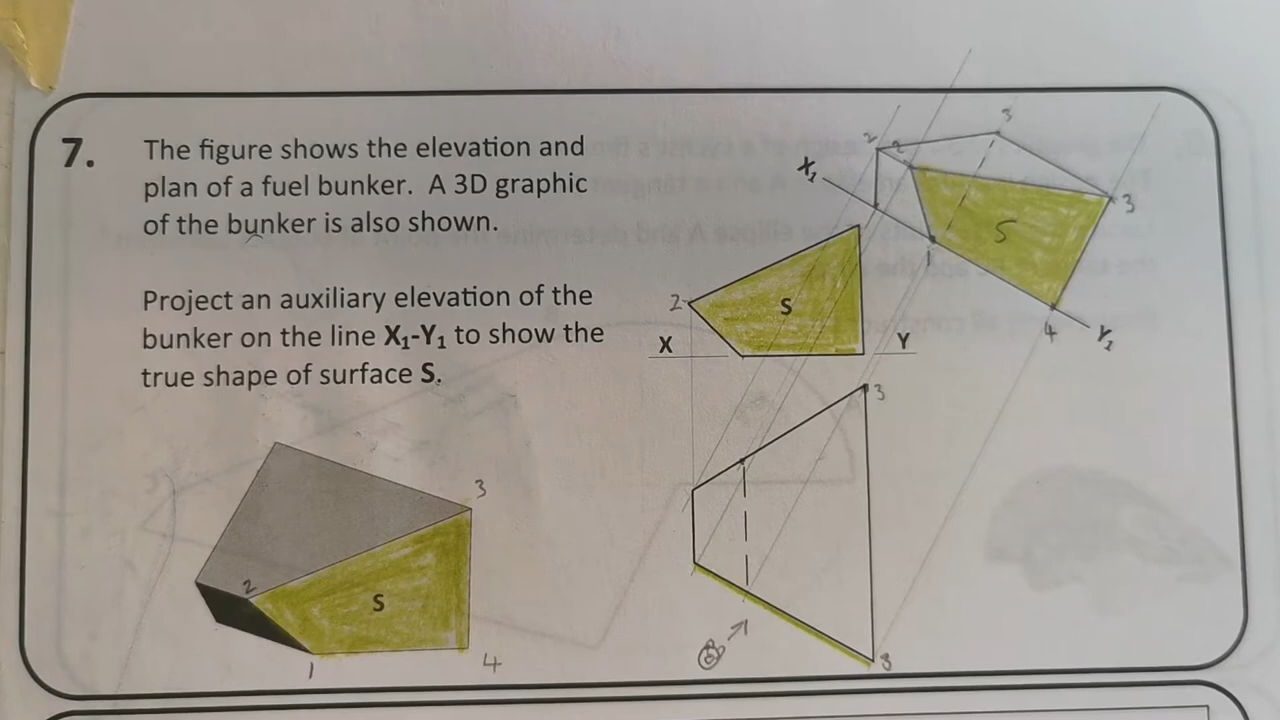 7.
The figure shows the elevation and
plan of a fuel bunker. A 3D graphic
of the bunker is also shown.
Project an auxiliary elevation of the
bunker on the line X₁-Y₁ to show the
true shape of surface S.
2
3
X₁
2
3
S
1
4
Y₁
2
S
X
Y
3
3
3
2
S
1
4